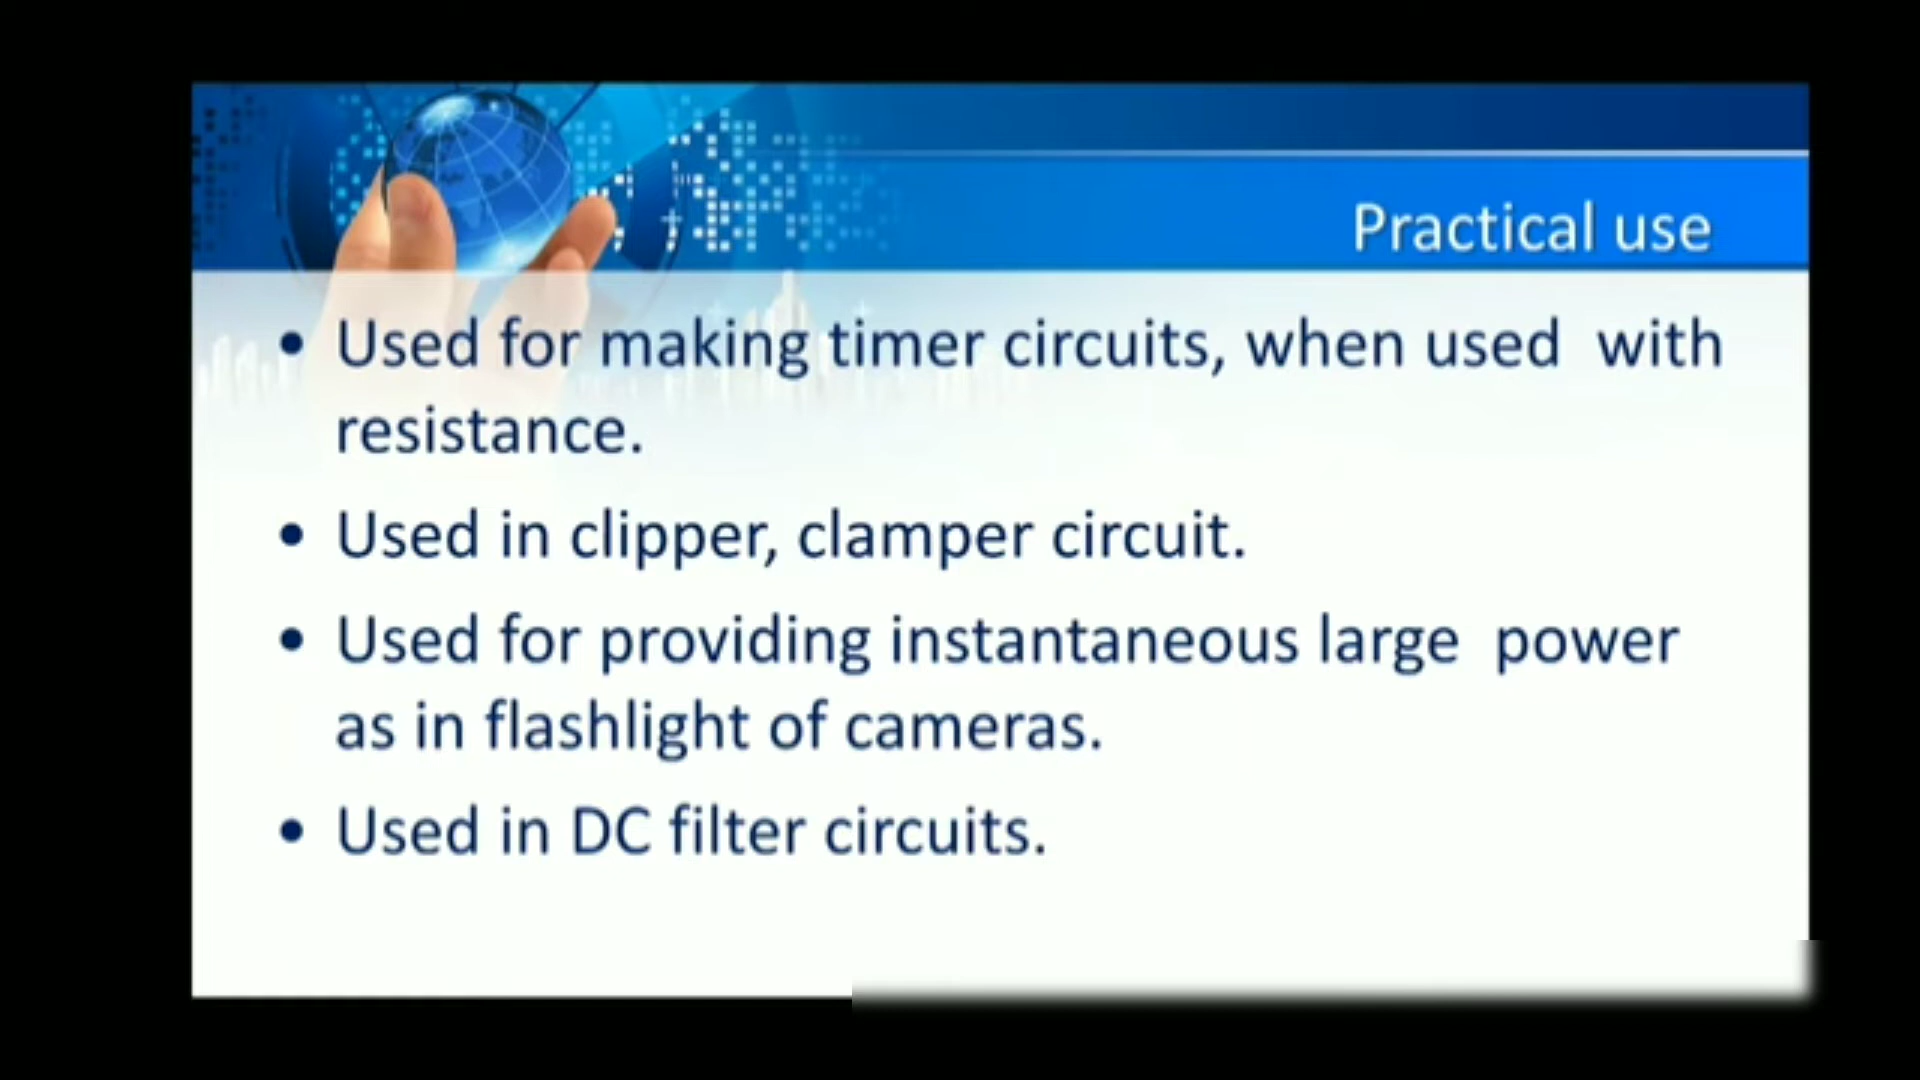 Practical use
• Used for making timer circuits, when used with
resistance.
• Used in clipper, clamper circuit.
• Used for providing instantaneous large power
as in flashlight of cameras.
• Used in DC filter circuits.